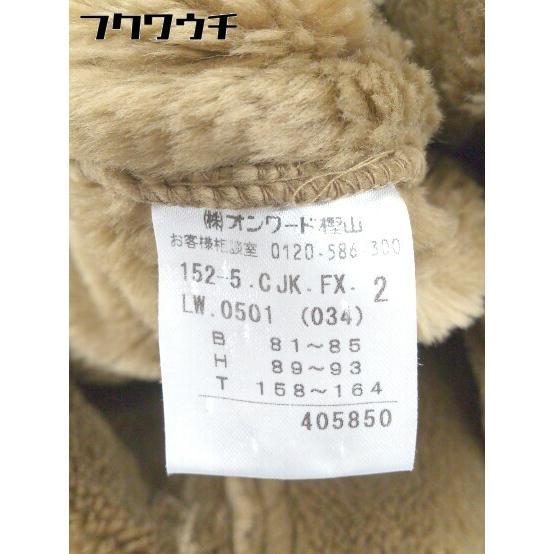 フクワウチ
㈱オンワード樫山
お客様相談室 0120-586-300
152-5.CJK.FX. 2
LW.0501 (034)
B 81~85
H 89~93
T 158~164
405850